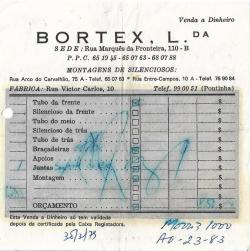 Venda a Dinheiro
BORTEX, L.DA
SEDE: Rua Marquês da Fronteira, 110-B
P.P.C. 65 19 45 - 65 07 63 - 65 07 68
MONTAGENS DE SILENCIOSOS:
Rua Arco do Carvalhão, 75 A - Telef. 65 07 63 * Rua Entre-Campos, 10 A - Telef. 76 90 84
FÁBRICA: Rua Victor Carlos, 10 Telef. 99 00 51 (Pontinha)
Tubo da frente
Silencioso da frente
Tubo do meio
Silencioso de trás
Tubo de trás
Braçadeiras
Apoios
Juntas
Montagem
ORÇAMENTO
Esta Venda a Dinheiro só tem validade
depois de certificada pela Caixa Registadora.
1000
AO-23-83